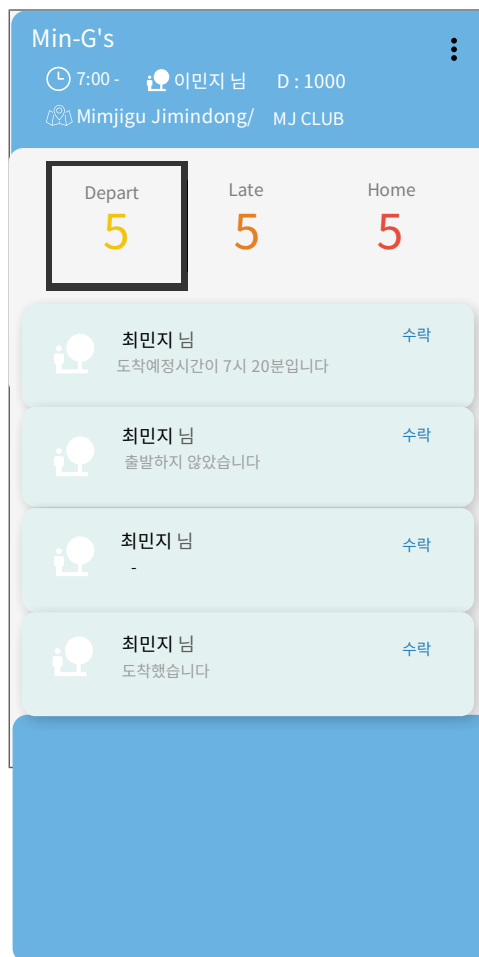 Min-G's
7:00 - 이민지 님 D : 1000
Mimjigu Jimindong/ MJ CLUB
Depart Late Home
5 5 5
최민지 님 수락
도착예정시간이 7시 20분입니다
최민지 님 수락
출발하지 않았습니다
최민지 님 수락
-
최민지 님 수락
도착했습니다